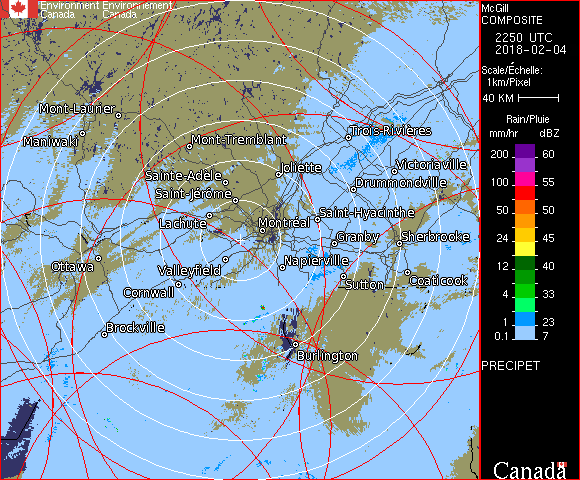 Environment Environnement
Canada Canada
McGill
COMPOSITE
2250 UTC
2018-02-04
Scale/Échelle:
1km/Pixel
40 KM
Rain/Pluie
mm/hr dBZ
200 60
100 55
50 50
24 45
12 40
4 33
1 23
0.1 7
PRECIPET
Canada
Mont-Laurier
Maniwaki
Mont-Tremblant
Trois-Rivières
Sainte-Adèle
Joliette
Victoriaville
Saint-Jérôme
Drummondville
Lachute
Montréal
Saint-Hyacinthe
Granby
Sherbrooke
Ottawa
Valleyfield
Napierville
Cornwall
Sutton
Coaticook
Brockville
Burlington